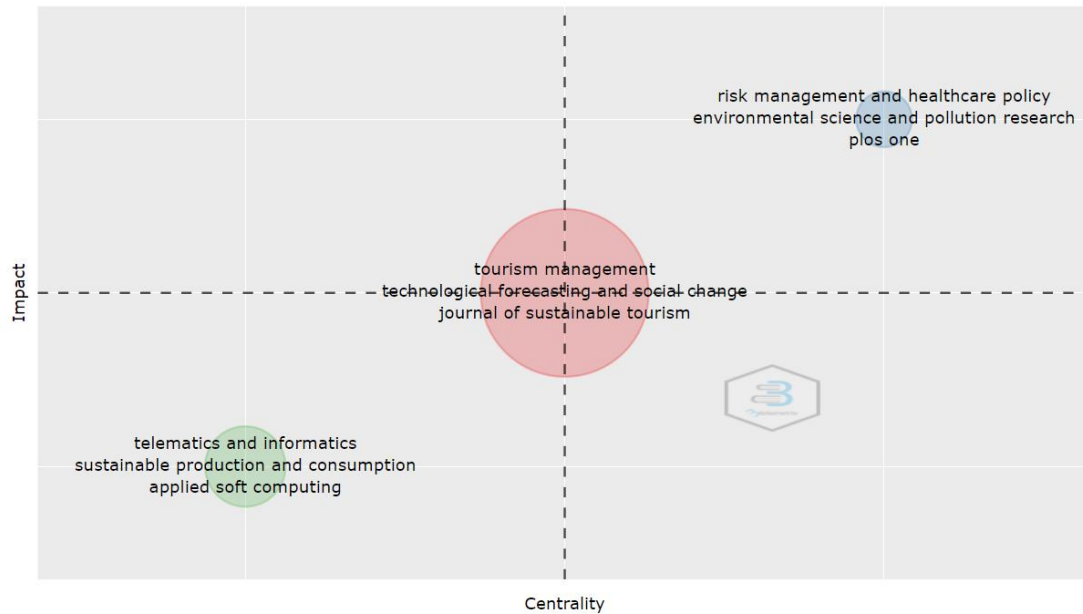 risk management and healthcare policy
environmental science and pollution research
plos one
tourism management
technological forecasting and social change
journal of sustainable tourism
telematics and informatics
sustainable production and consumption
applied soft computing
Impact
Centrality